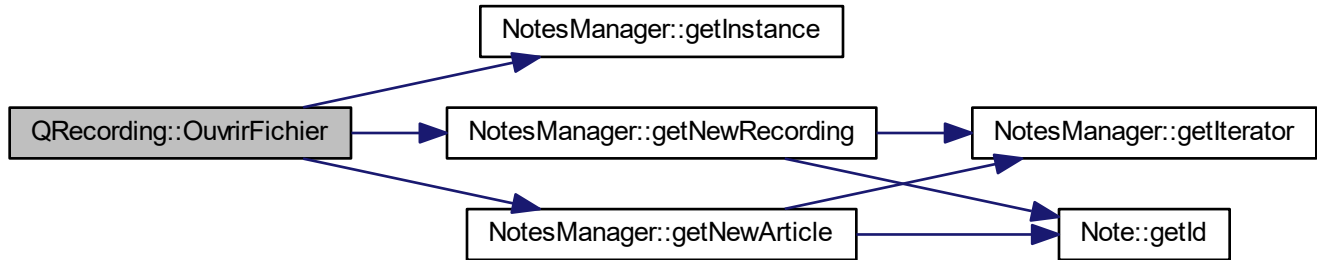 NotesManager::getInstance
QRecording::OuvrirFichier
NotesManager::getNewRecording
NotesManager::getIterator
NotesManager::getNewArticle
Note::getId